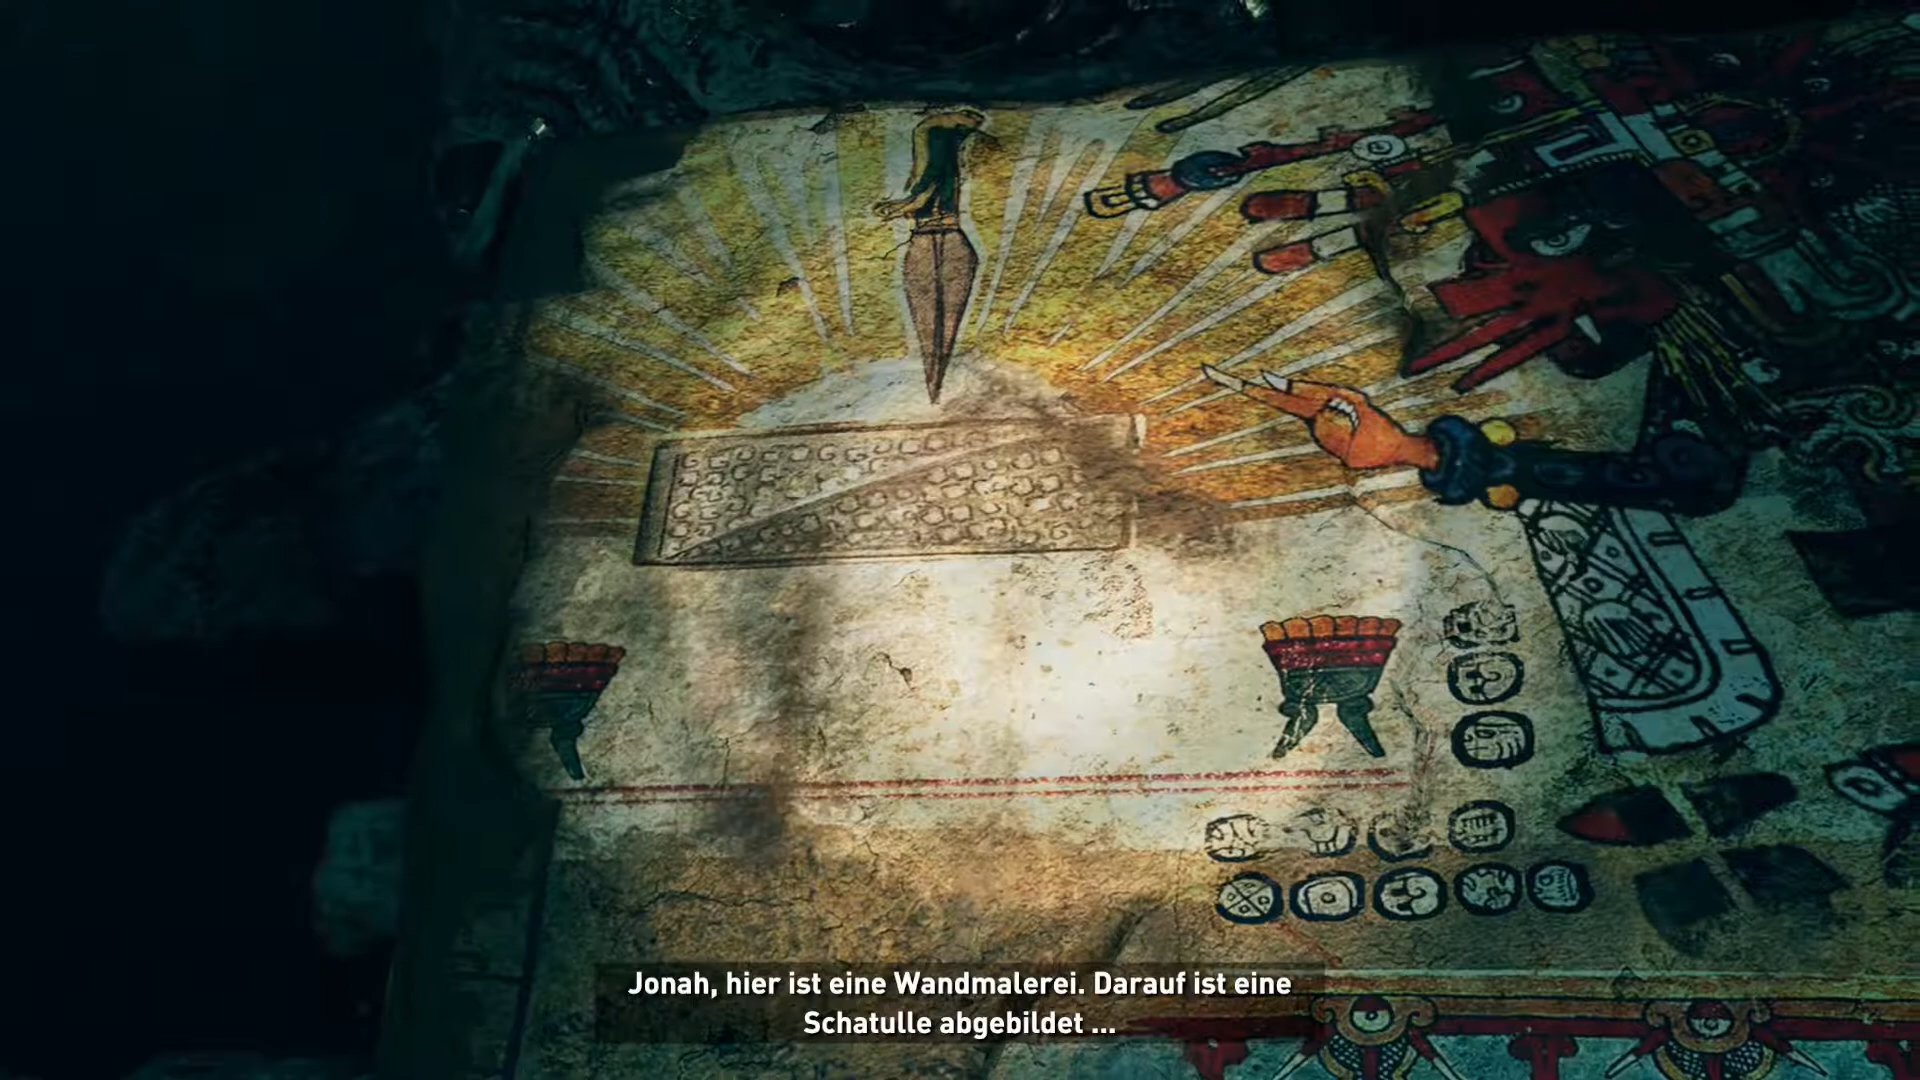 Jonah, hier ist eine Wandmalerei. Darauf ist eine
Schatulle abgebildet ...